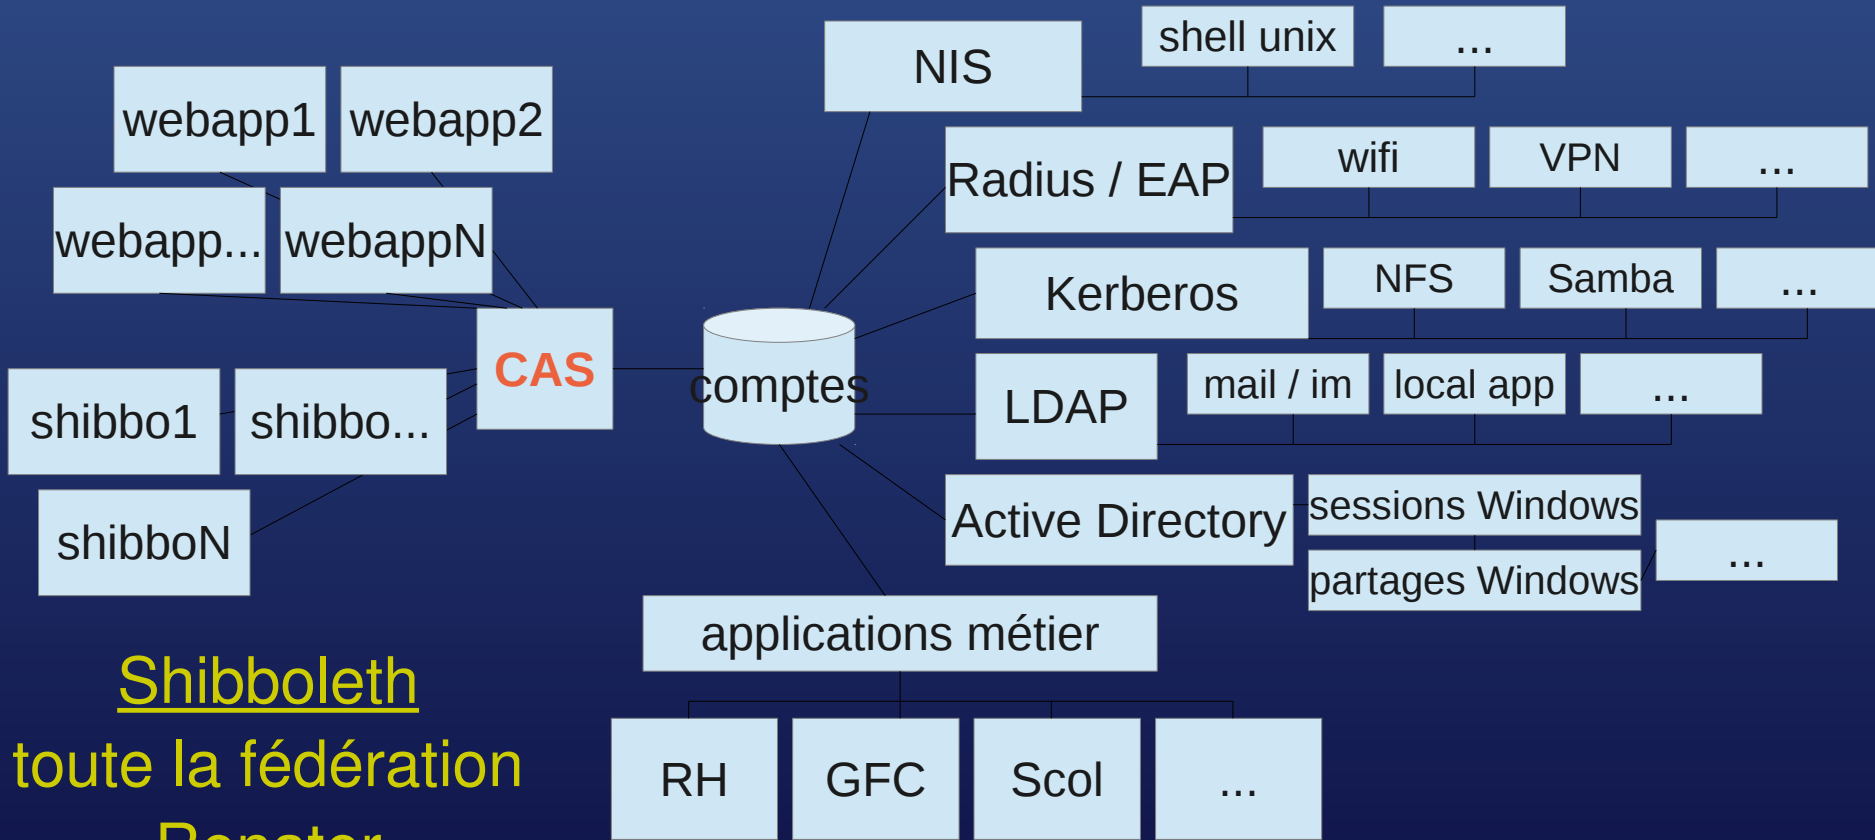 NIS
shell unix
...
webapp1
webapp2
Radius / EAP
wifi
VPN
...
webapp...
webappN
Kerberos
NFS
Samba
...
CAS
comptes
LDAP
mail / im
local app
...
shibbo1
shibbo...
shibboN
Active Directory
sessions Windows
partages Windows
...
applications métier
RH
GFC
Scol
...
Shibboleth
toute la fédération
Renater